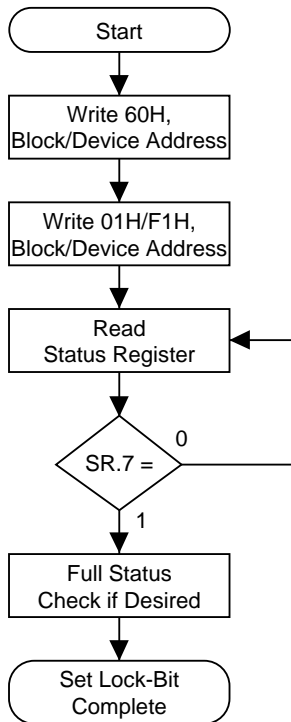 Start
Write 60H,
Block/Device Address
Write 01H/F1H,
Block/Device Address
Read
Status Register
SR.7 =
0
1
Full Status
Check if Desired
Set Lock-Bit
Complete